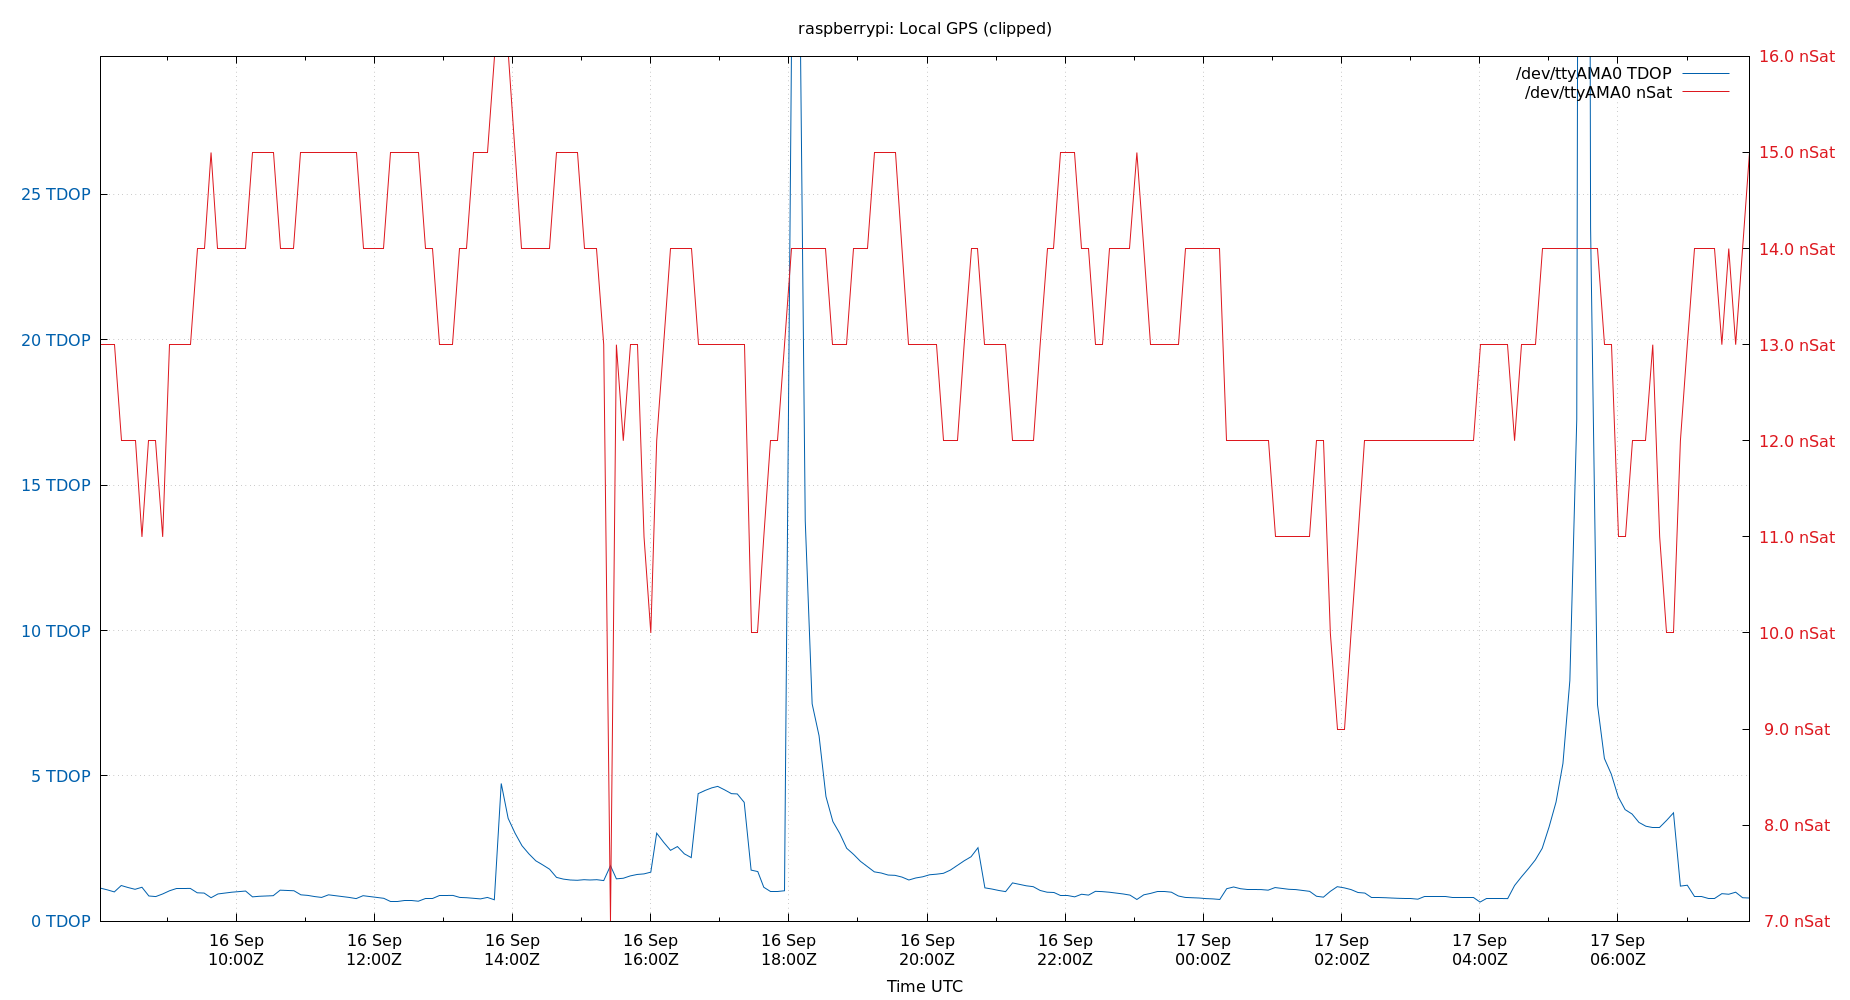 raspberrypi: Local GPS (clipped)
/dev/ttyAMA0 TDOP
/dev/ttyAMA0 nSat
25 TDOP
20 TDOP
15 TDOP
10 TDOP
5 TDOP
0 TDOP
16.0 nSat
15.0 nSat
14.0 nSat
13.0 nSat
12.0 nSat
11.0 nSat
10.0 nSat
9.0 nSat
8.0 nSat
7.0 nSat
16 Sep 16 Sep 16 Sep 16 Sep 16 Sep 16 Sep 16 Sep 17 Sep 17 Sep 17 Sep 17 Sep
10:00Z 12:00Z 14:00Z 16:00Z 18:00Z 20:00Z 22:00Z 00:00Z 02:00Z 04:00Z 06:00Z
Time UTC